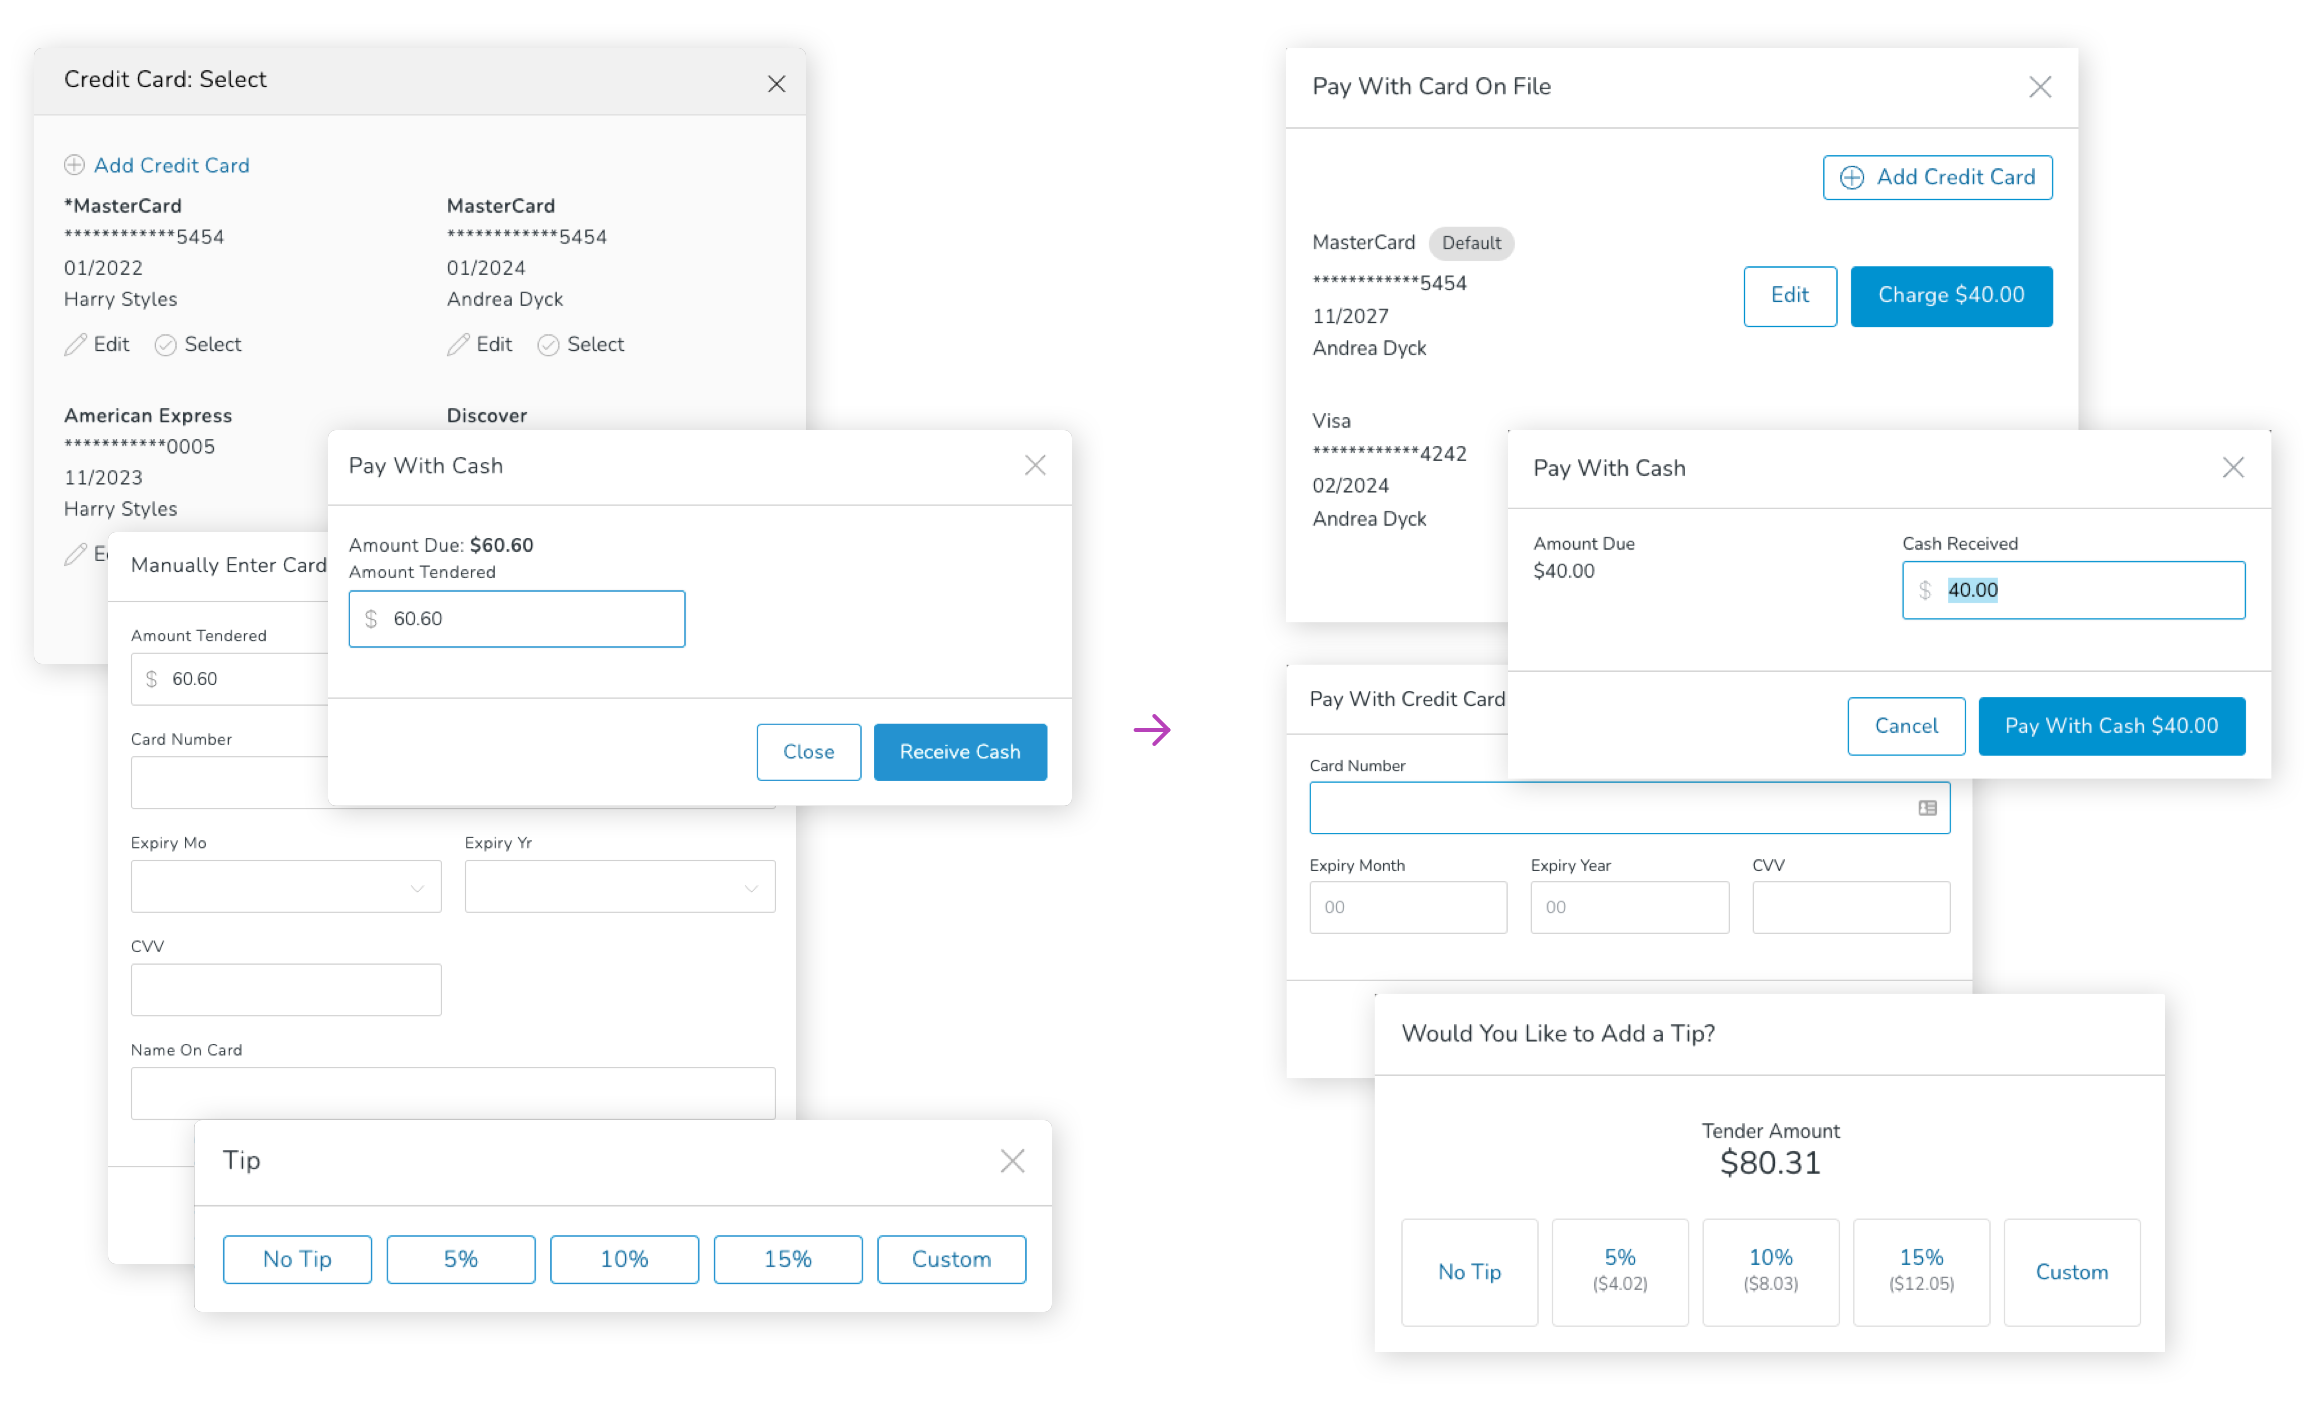 Credit Card: Select
Add Credit Card
*MasterCard
************5454
01/2022
Harry Styles
Edit
Select
MasterCard
************5454
01/2024
Andrea Dyck
Edit
Select
American Express
***********0005
11/2023
Harry Styles
Discover
Pay With Cash
Amount Due: $60.60
Amount Tendered
$ 60.60
Close
Receive Cash
Manually Enter Card
Amount Tendered
$ 60.60
Card Number
Expiry Mo
Expiry Yr
CVV
Name On Card
Tip
No Tip
5%
10%
15%
Custom
Pay With Card On File
Add Credit Card
MasterCard
Default
************5454
11/2027
Andrea Dyck
Edit
Charge $40.00
Visa
************4242
02/2024
Andrea Dyck
Pay With Cash
Amount Due
$40.00
Cash Received
$ 40.00
Cancel
Pay With Cash $40.00
Pay With Credit Card
Card Number
Expiry Month
00
Expiry Year
00
CVV
Would You Like to Add a Tip?
Tender Amount
$80.31
No Tip
5%
($4.02)
10%
($8.03)
15%
($12.05)
Custom